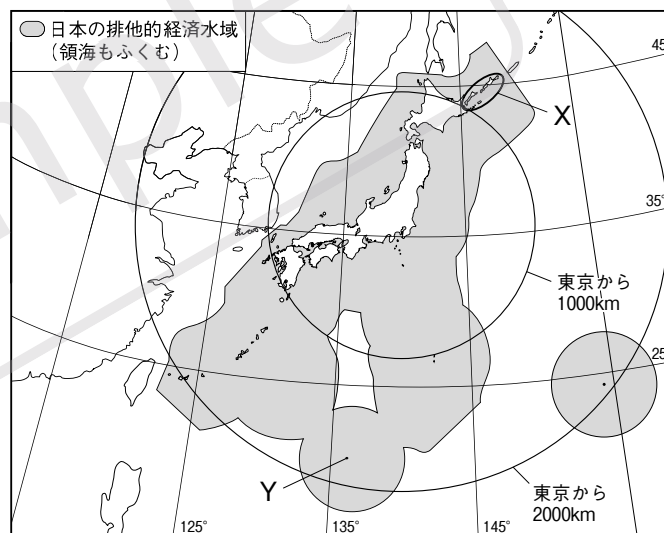 日本の排他的経済水域
(領海もふくむ)
45
X
35°
東京から
1000km
25
Y
東京から
2000km
125°
135°
145°